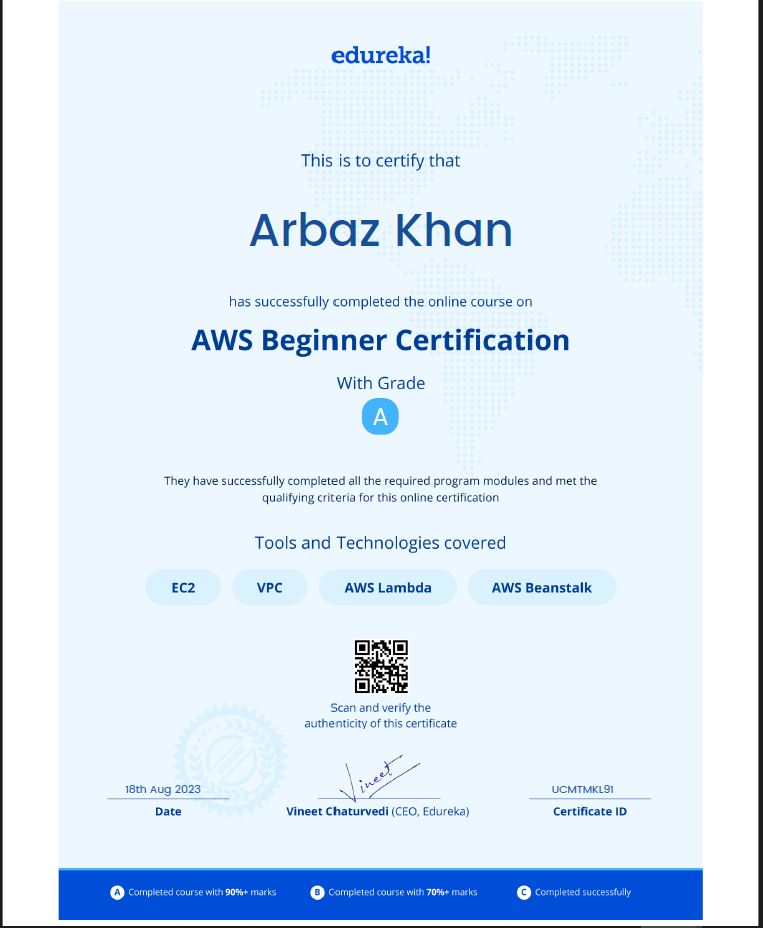 edureka!
This is to certify that
Arbaz Khan
has successfully completed the online course on
AWS Beginner Certification
With Grade
A
They have successfully completed all the required program modules and met the
qualifying criteria for this online certification
Tools and Technologies covered
EC2 VPC AWS Lambda AWS Beanstalk
Scan and verify the
authenticity of this certificate
Vineet
18th Aug 2023 UCMTMKL91
Date Vineet Chaturvedi (CEO, Edureka) Certificate ID
A Completed course with 90%+ marks B Completed course with 70%+ marks C Completed successfully